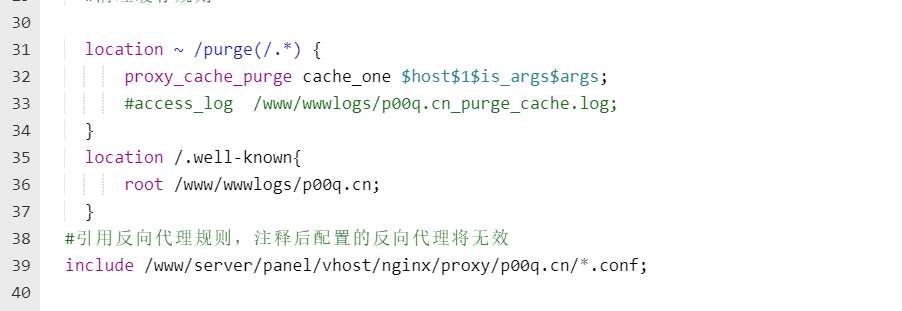 30
31 location ~ /purge(/.*) {
32 proxy_cache_purge cache_one $host$1$is_args$args;
33 #access_log /www/wwwlogs/p00q.cn_purge_cache.log;
34 }
35 location /.well-known{
36 root /www/wwwlogs/p00q.cn;
37 }
38 #引用反向代理规则，注释后配置的反向代理将无效
39 include /www/server/panel/vhost/nginx/proxy/p00q.cn/*.conf;
40